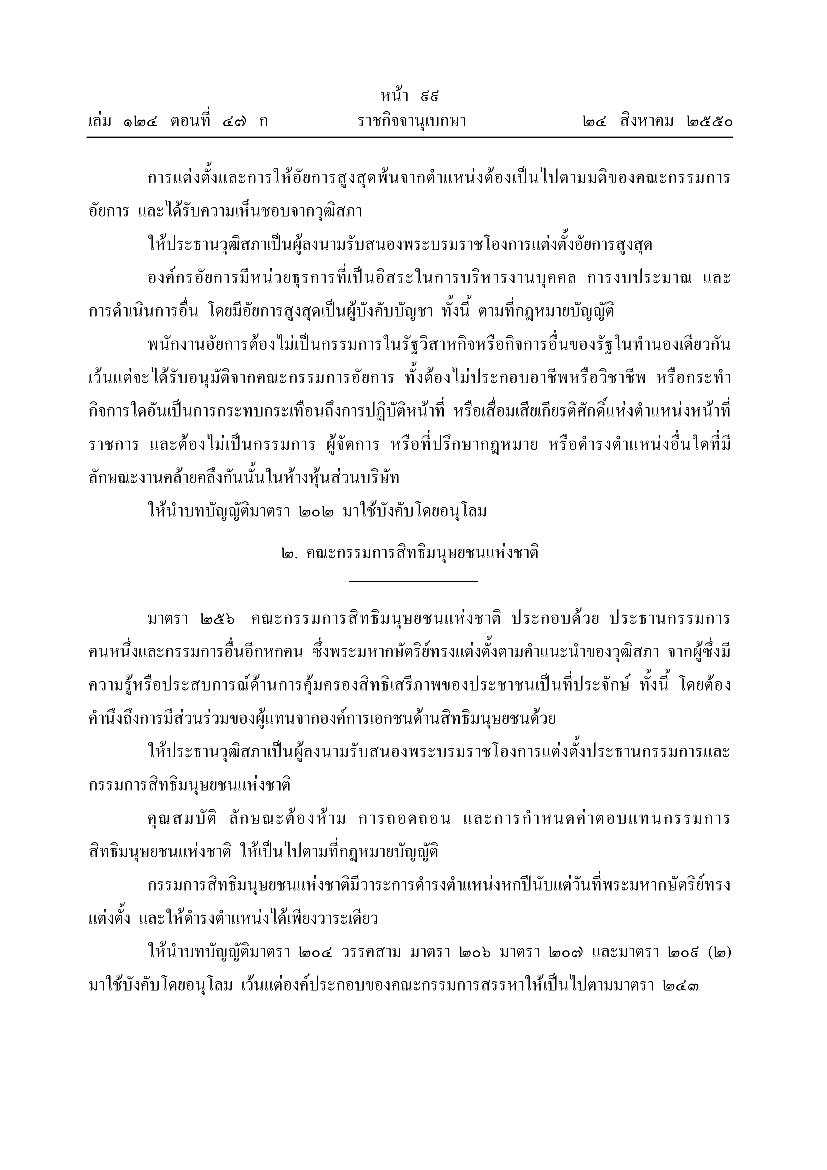 หน้า ๙๙
เล่ม ๑๒๔ ตอนที่ ๔๗ ก ราชกิจจานุเบกษา ๒๔ สิงหาคม ๒๕๕๐
การแต่งตั้งและการให้อัยการสูงสุดพ้นจากตำแหน่งต้องเป็นไปตามมติของคณะกรรมการ
อัยการ และได้รับความเห็นชอบจากวุฒิสภา
ให้ประธานวุฒิสภาเป็นผู้ลงนามรับสนองพระบรมราชโองการแต่งตั้งอัยการสูงสุด
องค์กรอัยการมีหน่วยธุรการที่เป็นอิสระในการบริหารงานบุคคล การงบประมาณ และ
การดำเนินการอื่น โดยมีอัยการสูงสุดเป็นผู้บังคับบัญชา ทั้งนี้ ตามที่กฎหมายบัญญัติ
พนักงานอัยการต้องไม่เป็นกรรมการในรัฐวิสาหกิจหรือกิจการอื่นของรัฐในทำนองเดียวกัน
เว้นแต่จะได้รับอนุมัติจากคณะกรรมการอัยการ ทั้งต้องไม่ประกอบอาชีพหรือวิชาชีพ หรือกระทำ
กิจการใดอันเป็นการกระทบกระเทือนถึงการปฏิบัติหน้าที่ หรือเสื่อมเสียเกียรติศักดิ์แห่งตำแหน่งหน้าที่
ราชการ และต้องไม่เป็นกรรมการ ผู้จัดการ หรือที่ปรึกษากฎหมาย หรือดำรงตำแหน่งอื่นใดที่มี
ลักษณะงานคล้ายคลึงกันนั้นในห้างหุ้นส่วนบริษัท
ให้นำบทบัญญัติมาตรา ๒๐๒ มาใช้บังคับโดยอนุโลม
๒. คณะกรรมการสิทธิมนุษยชนแห่งชาติ
มาตรา ๒๕๖ คณะกรรมการสิทธิมนุษยชนแห่งชาติ ประกอบด้วย ประธานกรรมการ
คนหนึ่งและกรรมการอื่นอีกหกคน ซึ่งพระมหากษัตริย์ทรงแต่งตั้งตามคำแนะนำของวุฒิสภา จากผู้ซึ่งมี
ความรู้หรือประสบการณ์ด้านการคุ้มครองสิทธิเสรีภาพของประชาชนเป็นที่ประจักษ์ ทั้งนี้ โดยต้อง
คำนึงถึงการมีส่วนร่วมของผู้แทนจากองค์การเอกชนด้านสิทธิมนุษยชนด้วย
ให้ประธานวุฒิสภาเป็นผู้ลงนามรับสนองพระบรมราชโองการแต่งตั้งประธานกรรมการและ
กรรมการสิทธิมนุษยชนแห่งชาติ
คุณสมบัติ ลักษณะต้องห้าม การถอดถอน และการกำหนดค่าตอบแทนกรรมการ
สิทธิมนุษยชนแห่งชาติ ให้เป็นไปตามที่กฎหมายบัญญัติ
กรรมการสิทธิมนุษยชนแห่งชาติมีวาระการดำรงตำแหน่งหกปีนับแต่วันที่พระมหากษัตริย์ทรง
แต่งตั้ง และให้ดำรงตำแหน่งได้เพียงวาระเดียว
ให้นำบทบัญญัติมาตรา ๒๐๔ วรรคสาม มาตรา ๒๐๖ มาตรา ๒๐๗ และมาตรา ๒๐๙ (๒)
มาใช้บังคับโดยอนุโลม เว้นแต่องค์ประกอบของคณะกรรมการสรรหาให้เป็นไปตามมาตรา ๒๔๓